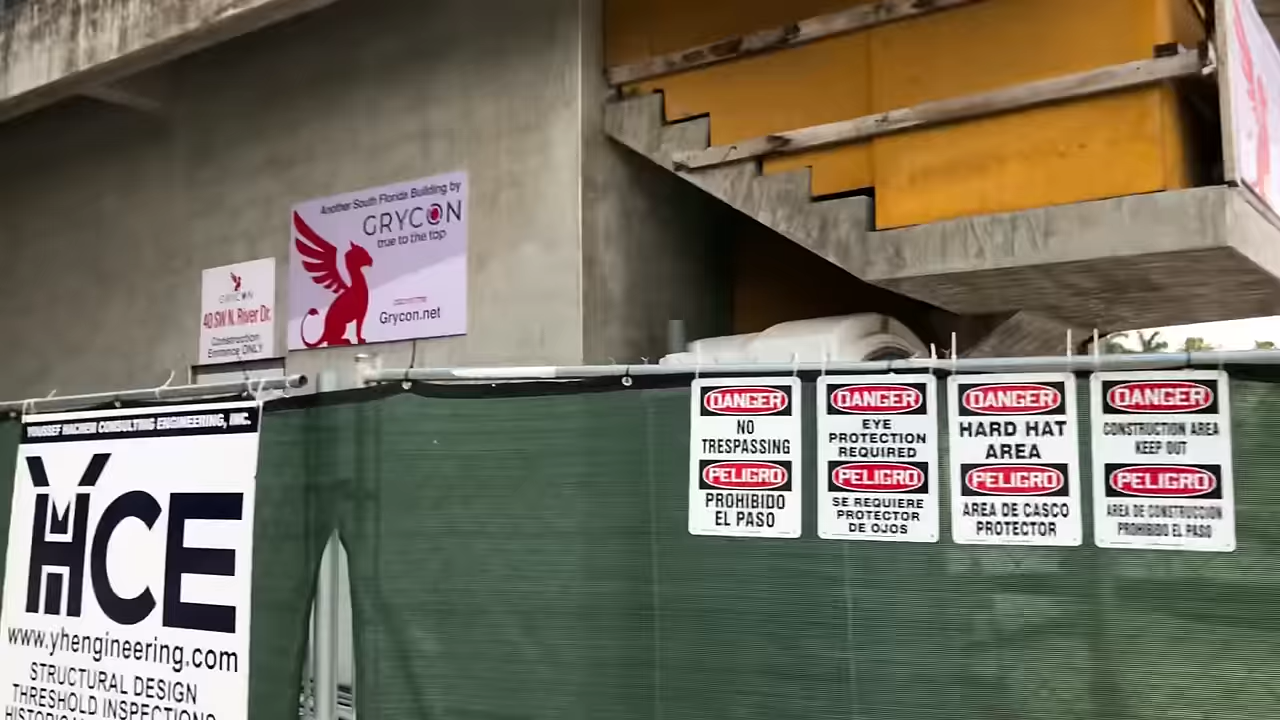 Another South Florida Building by
GRYCON
true to the top
Grycon.net
GRYCON
40 SW N. River Dr.
Construction
Entrance ONLY
YOUSSEF HACHEM CONSULTING ENGINEERING, INC.
YHCE
www.yhengineering.com
STRUCTURAL DESIGN
THRESHOLD INSPECTIONS
DANGER
NO
TRESPASSING
PELIGRO
PROHIBIDO
EL PASO
DANGER
EYE
PROTECTION
REQUIRED
PELIGRO
SE REQUIERE
PROTECTOR
DE OJOS
DANGER
HARD HAT
AREA
PELIGRO
AREA DE CASCO
PROTECTOR
DANGER
CONSTRUCTION AREA
KEEP OUT
PELIGRO
AREA DE CONSTRUCCION
PROHIBIDO EL PASO